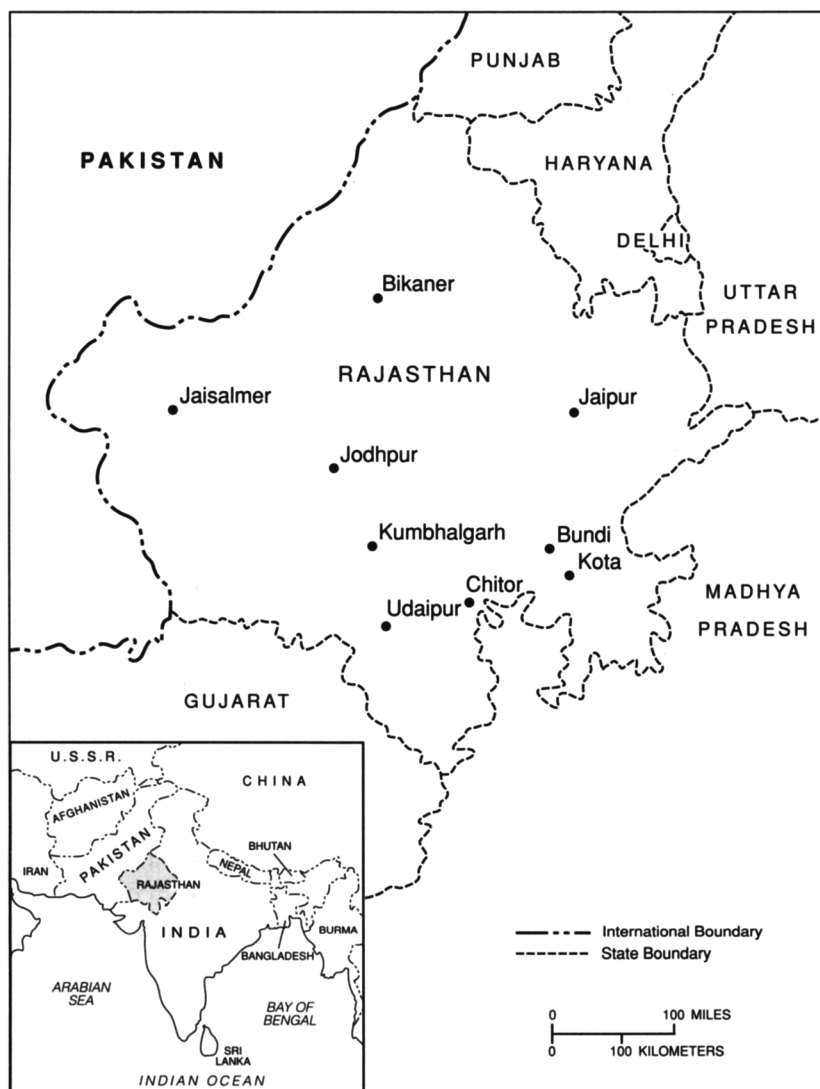 PUNJAB
PAKISTAN
HARYANA
DELHI
Bikaner
UTTAR
PRADESH
RAJASTHAN
Jaisalmer
Jaipur
Jodhpur
Kumbhalgarh
Bundi
Kota
Chitor
MADHYA
PRADESH
Udaipur
GUJARAT
U.S.S.R.
CHINA
AFGHANISTAN
PAKISTAN
BHUTAN
NEPAL
IRAN
RAJASTHAN
INDIA
BURMA
BANGLADESH
ARABIAN
SEA
BAY OF
BENGAL
SRI
LANKA
INDIAN OCEAN
International Boundary
State Boundary
0 100 MILES
0 100 KILOMETERS